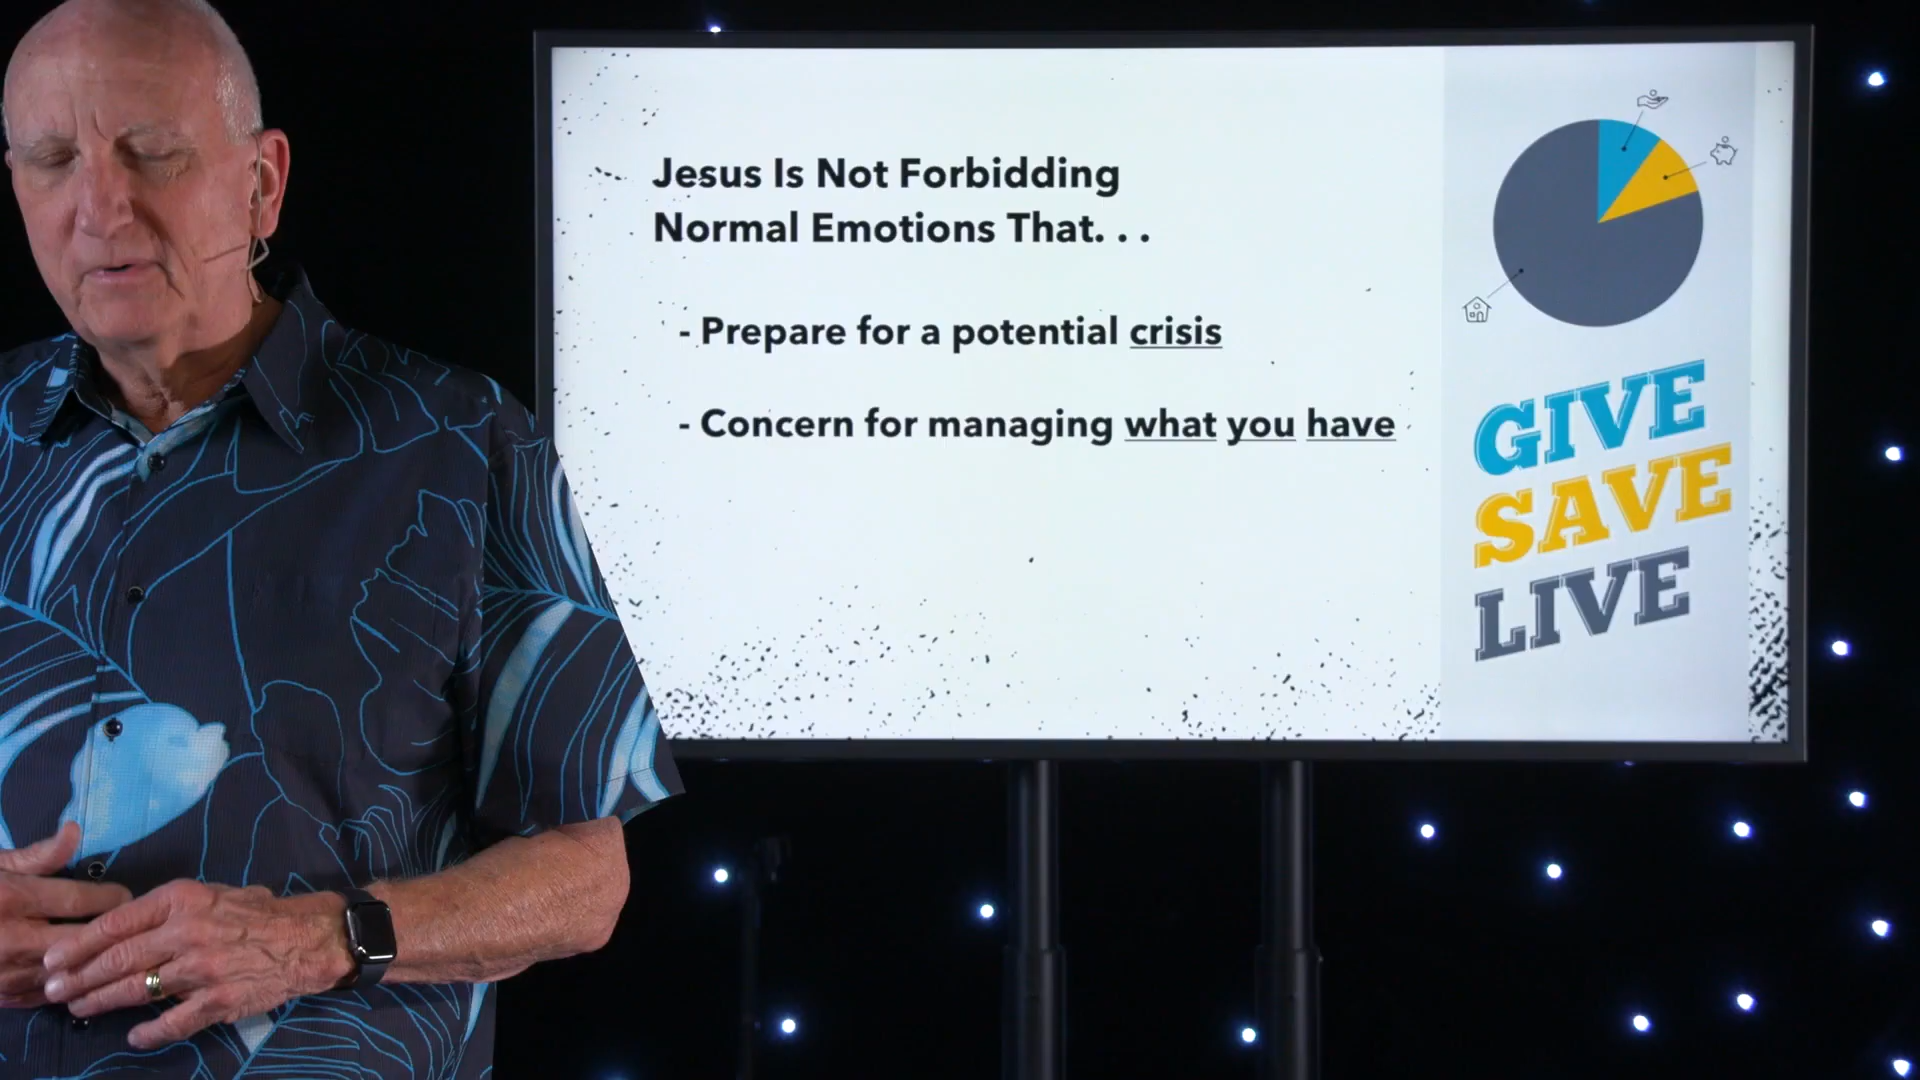 Jesus Is Not Forbidding
Normal Emotions That. . .
- Prepare for a potential crisis
- Concern for managing what you have
GIVE
SAVE
LIVE